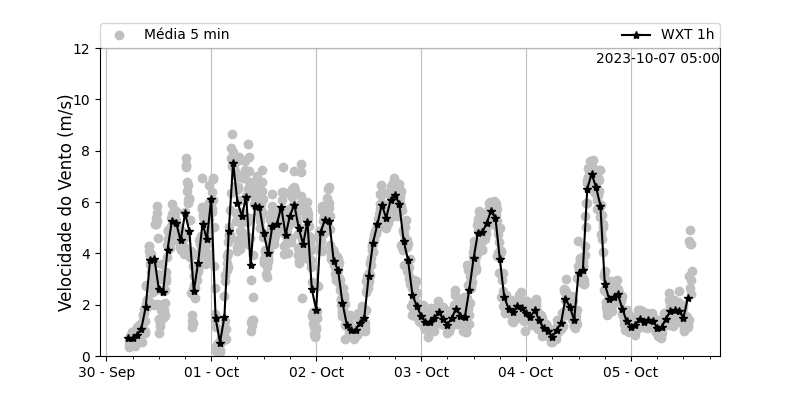 Média 5 min WXT 1h
2023-10-07 05:00
Velocidade do Vento (m/s)
12
10
8
6
4
2
0
30 - Sep 01 - Oct 02 - Oct 03 - Oct 04 - Oct 05 - Oct